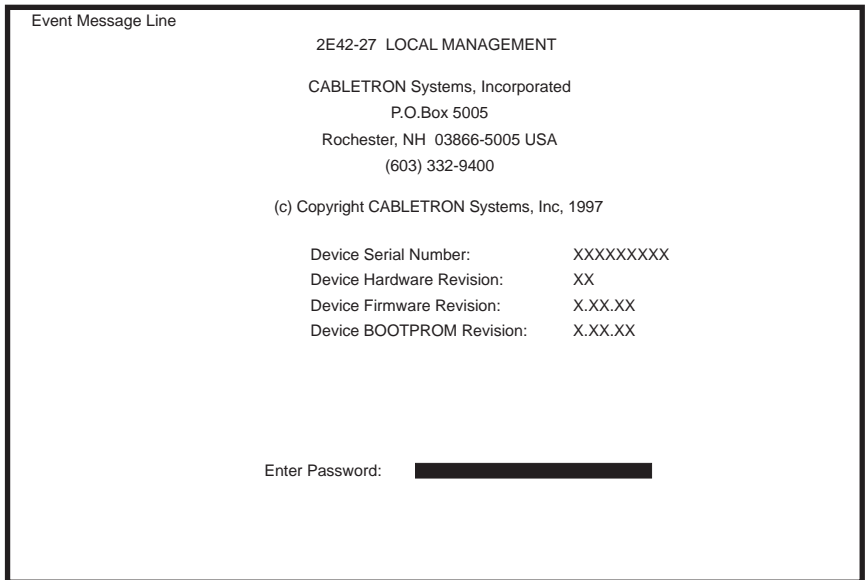 Event Message Line
2E42-27 LOCAL MANAGEMENT
CABLETRON Systems, Incorporated
P.O.Box 5005
Rochester, NH 03866-5005 USA
(603) 332-9400
(c) Copyright CABLETRON Systems, Inc, 1997
Device Serial Number: XXXXXXXXX
Device Hardware Revision: XX
Device Firmware Revision: X.XX.XX
Device BOOTPROM Revision: X.XX.XX
Enter Password: